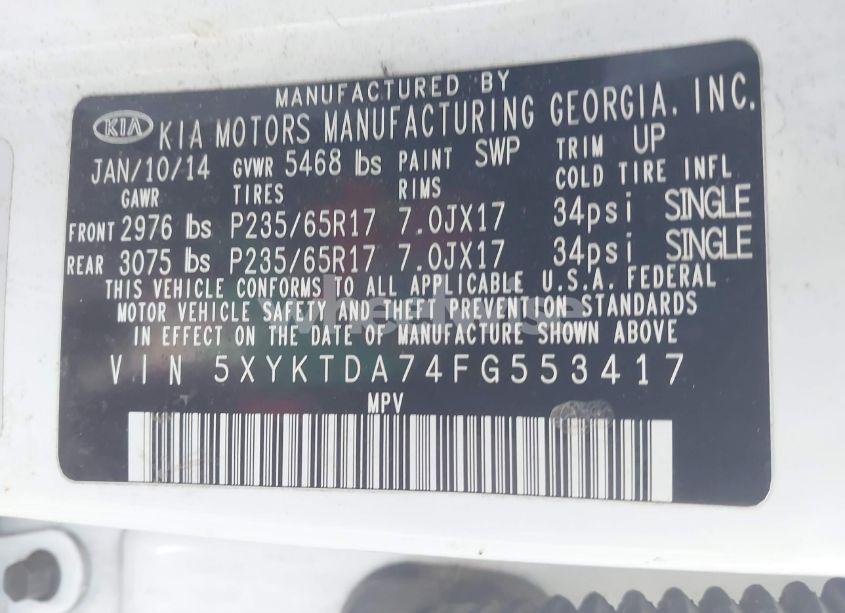 MANUFACTURED BY
KIA KIA MOTORS MANUFACTURING GEORGIA, INC.
JAN/10/14 GVWR 5468 lbs PAINT SWP TRIM UP
GAWR TIRES RIMS COLD TIRE INFL
FRONT 2976 lbs P235/65R17 7.0JX17 34psi SINGLE
REAR 3075 lbs P235/65R17 7.0JX17 34psi SINGLE
THIS VEHICLE CONFORMS TO ALL APPLICABLE U.S.A. FEDERAL
MOTOR VEHICLE SAFETY AND THEFT PREVENTION STANDARDS
IN EFFECT ON THE DATE OF MANUFACTURE SHOWN ABOVE
VIN 5XYKTDA74FG553417
MPV